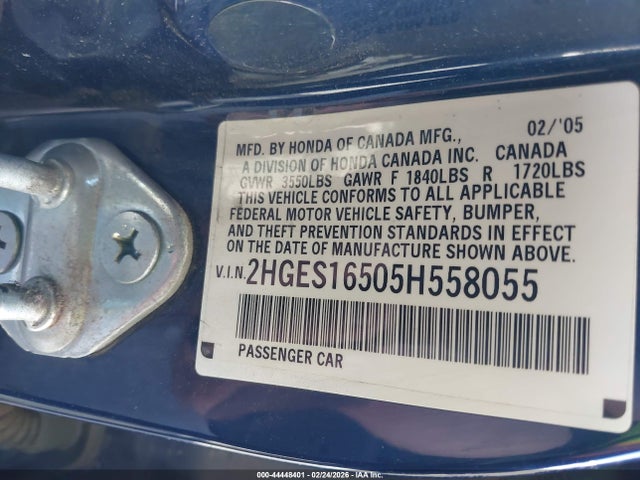 MFD. BY HONDA OF CANADA MFG., 02/'05
A DIVISION OF HONDA CANADA INC. CANADA
GVWR 3550LBS GAWR F 1840LBS R 1720LBS
THIS VEHICLE CONFORMS TO ALL APPLICABLE
FEDERAL MOTOR VEHICLE SAFETY, BUMPER,
AND THEFT PREVENTION STANDARDS IN EFFECT
ON THE DATE OF MANUFACTURE SHOWN ABOVE.
V.I.N. 2HGES16505H558055
PASSENGER CAR
000-44448401 - 02/24/2026 - IAA Inc.